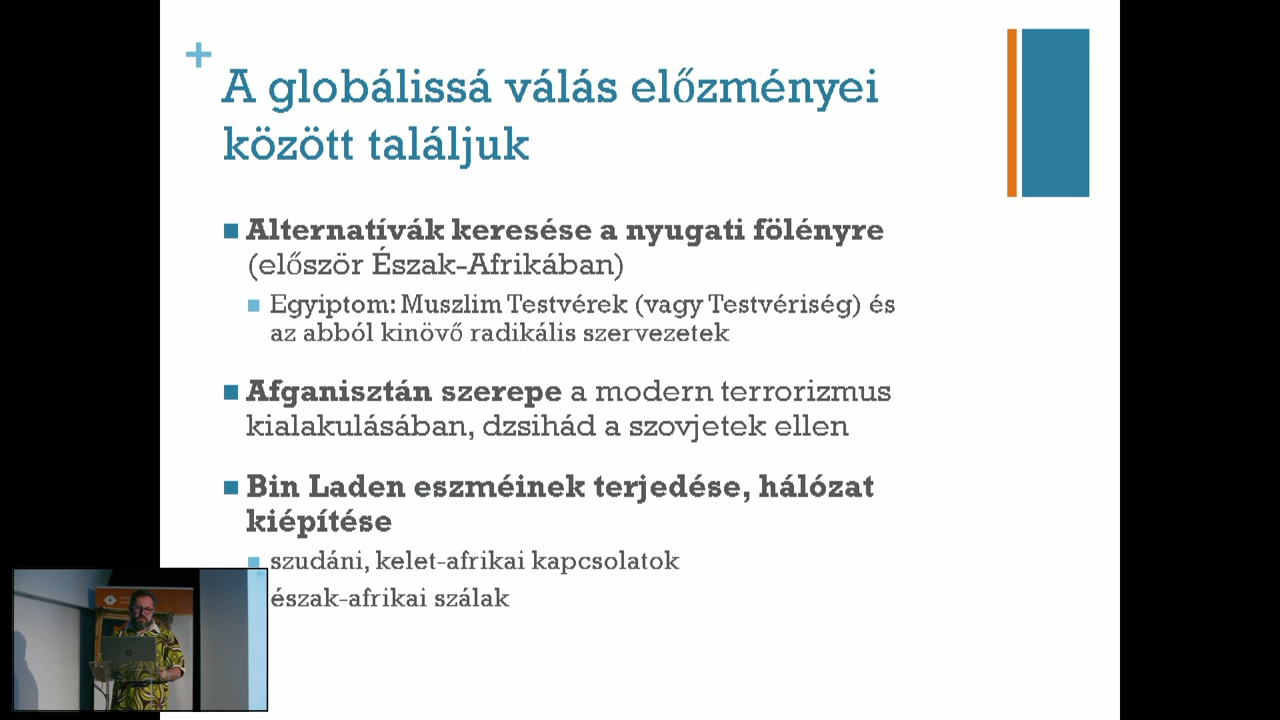 A globálissá válás előzményei
között találjuk
Alternatívák keresése a nyugati fölényre
(először Észak-Afrikában)
Egyiptom: Muszlim Testvérek (vagy Testvériség) és
az abból kinövő radikális szervezetek
Afganisztán szerepe a modern terrorizmus
kialakulásában, dzsihád a szovjetek ellen
Bin Laden eszméinek terjedése, hálózat
kiépítése
szudáni, kelet-afrikai kapcsolatok
észak-afrikai szálak